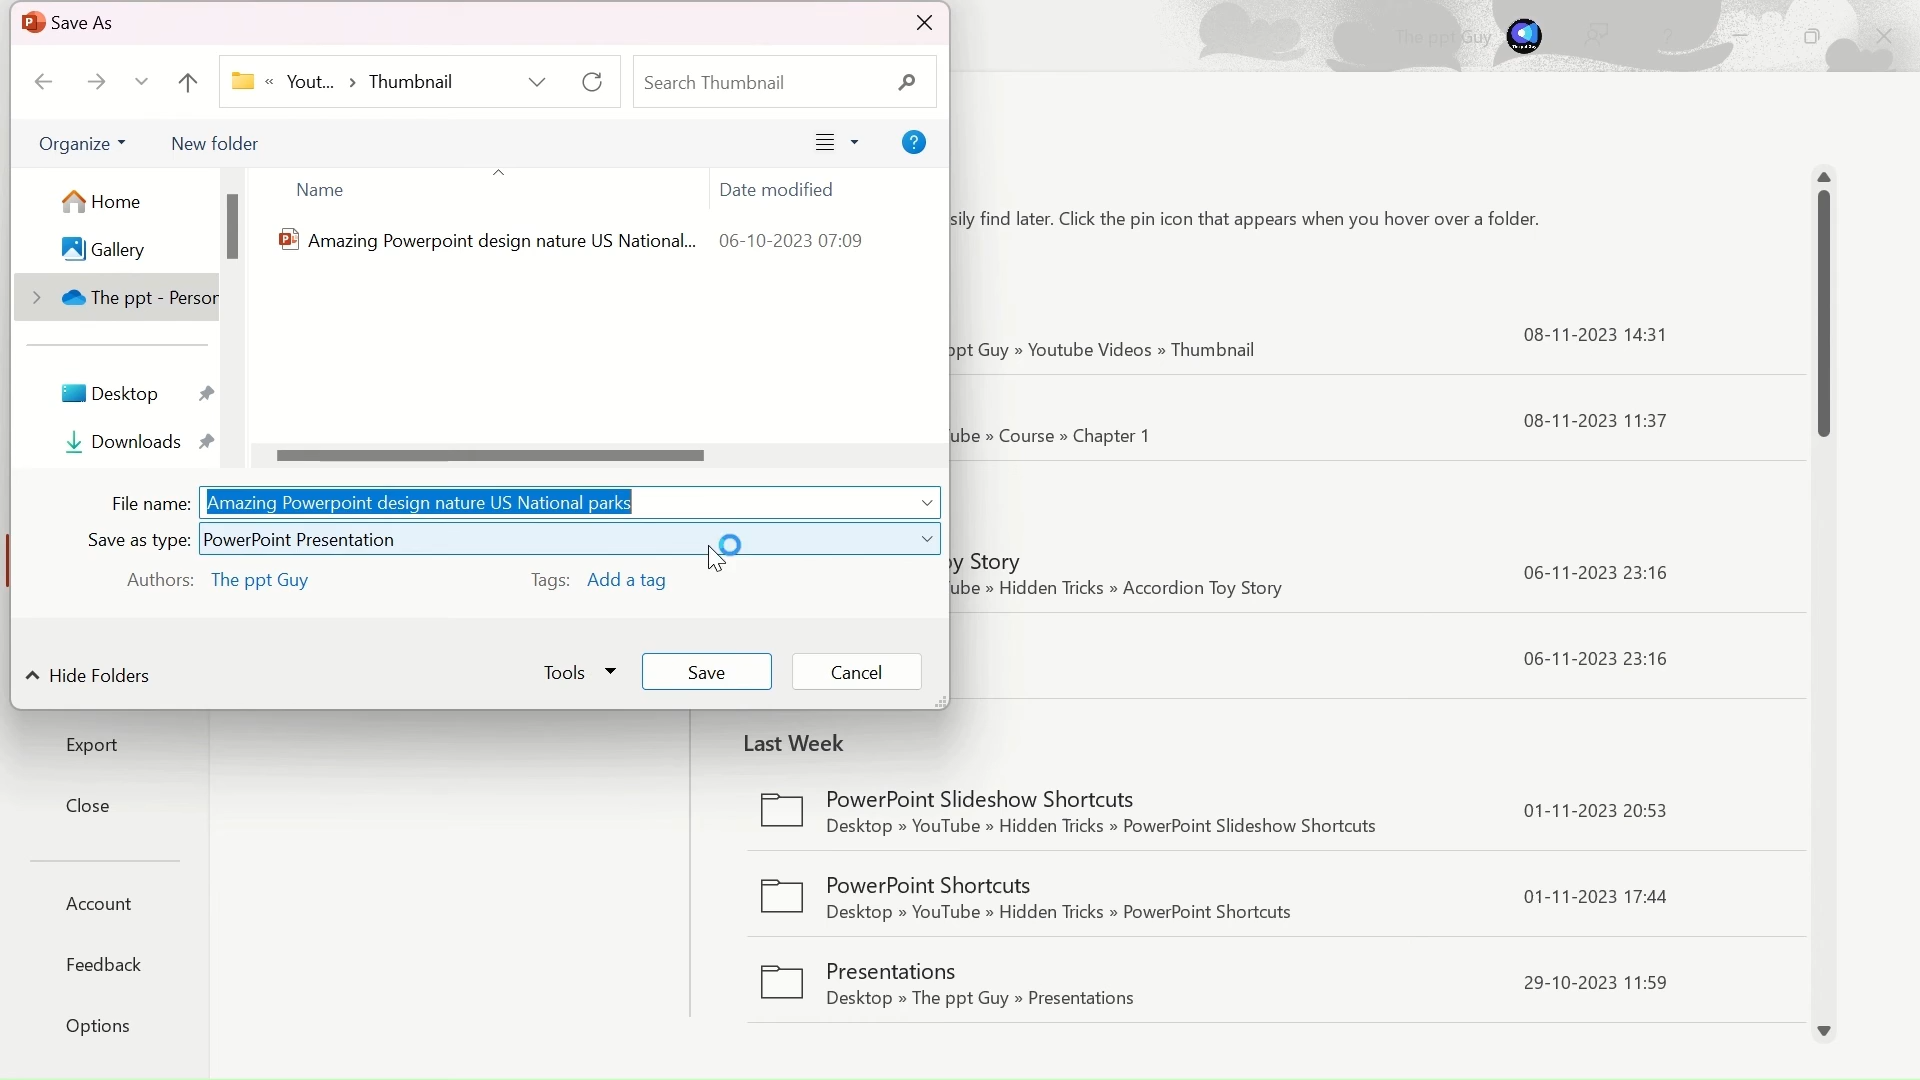 Save As
The ppt Guy
?
« Yout... › Thumbnail
Search Thumbnail
Organize
New folder
?
Name
Date modified
Home
Gallery
The ppt - Person
Desktop
Downloads
Amazing Powerpoint design nature US National...
06-10-2023 07:09
File name:
Amazing Powerpoint design nature US National parks
Save as type:
PowerPoint Presentation
Authors:
The ppt Guy
Tags:
Add a tag
Hide Folders
Tools
Save
Cancel
sily find later. Click the pin icon that appears when you hover over a folder.
ppt Guy » Youtube Videos » Thumbnail
08-11-2023 14:31
ube » Course » Chapter 1
08-11-2023 11:37
oy Story
ube » Hidden Tricks » Accordion Toy Story
06-11-2023 23:16
06-11-2023 23:16
Export
Close
Account
Feedback
Options
Last Week
PowerPoint Slideshow Shortcuts
Desktop » YouTube » Hidden Tricks » PowerPoint Slideshow Shortcuts
01-11-2023 20:53
PowerPoint Shortcuts
Desktop » YouTube » Hidden Tricks » PowerPoint Shortcuts
01-11-2023 17:44
Presentations
Desktop » The ppt Guy » Presentations
29-10-2023 11:59